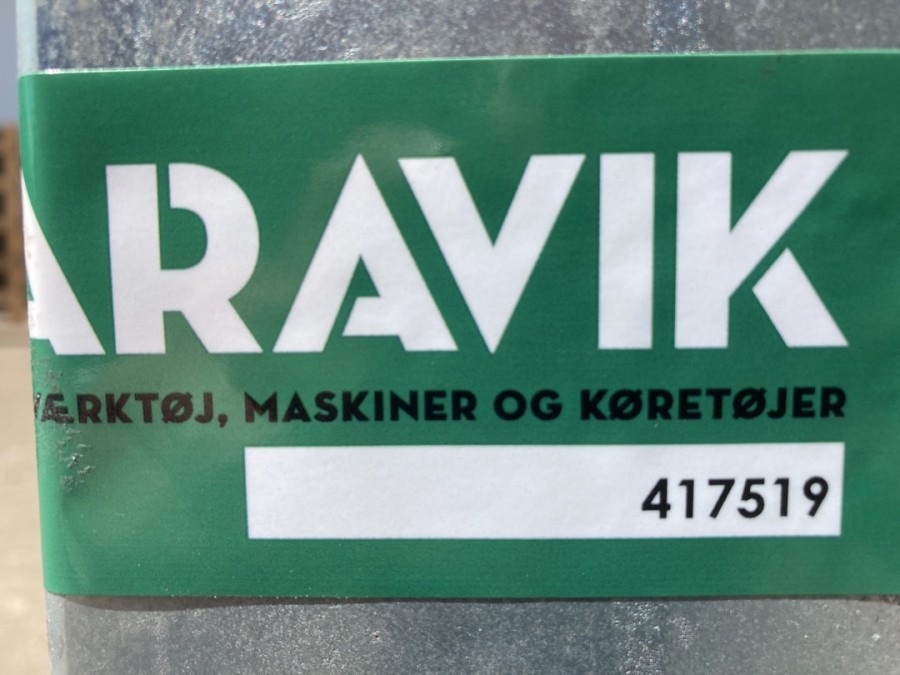 ARAVIK
VÆRKTØJ, MASKINER OG KØRETØJER
417519